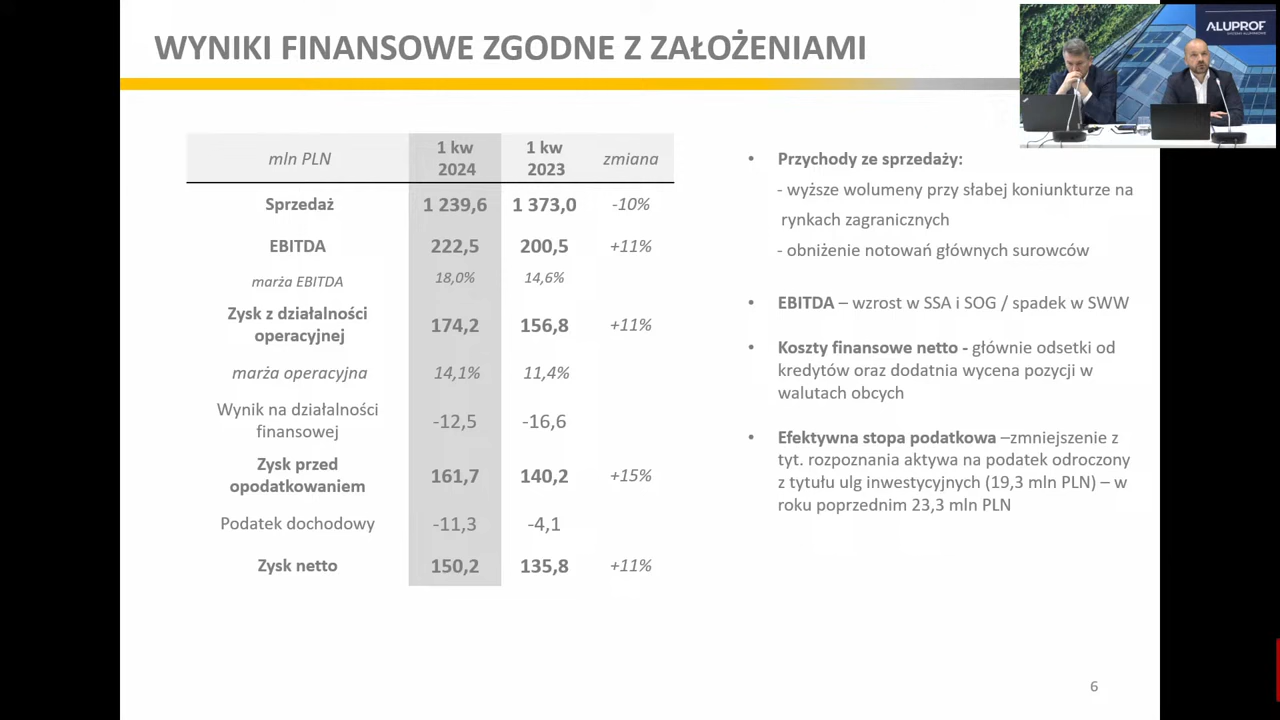 WYNIKI FINANSOWE ZGODNE Z ZAŁOŻENIAMI
ALUPROF
mln PLN
1 kw 2024
1 kw 2023
zmiana
Sprzedaż 1 239,6 1 373,0 -10%
EBITDA 222,5 200,5 +11%
marża EBITDA 18,0% 14,6%
Zysk z działalności
operacyjnej 174,2 156,8 +11%
marża operacyjna 14,1% 11,4%
Wynik na działalności
finansowej -12,5 -16,6
Zysk przed
opodatkowaniem 161,7 140,2 +15%
Podatek dochodowy -11,3 -4,1
Zysk netto 150,2 135,8 +11%
• Przychody ze sprzedaży:
- wyższe wolumeny przy słabej koniunkturze na
rynkach zagranicznych
- obniżenie notowań głównych surowców
• EBITDA – wzrost w SSA i SOG / spadek w SWW
• Koszty finansowe netto - głównie odsetki od
kredytów oraz dodatnia wycena pozycji w
walutach obcych
• Efektywna stopa podatkowa –zmniejszenie z
tyt. rozpoznania aktywa na podatek odroczony
z tytułu ulg inwestycyjnych (19,3 mln PLN) – w
roku poprzednim 23,3 mln PLN
6